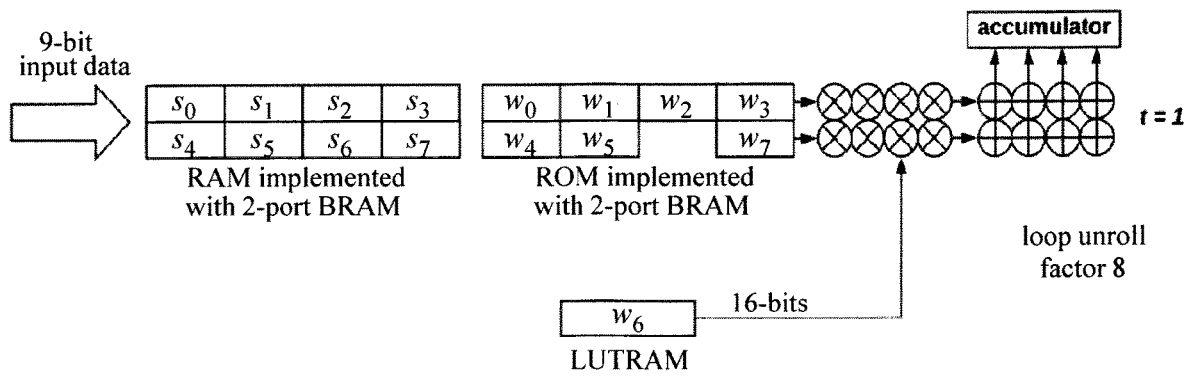 accumulator
9-bit
input data
s0 s1 s2 s3 w0 w1 w2 w3
t = 1
s4 s5 s6 s7 w4 w5 w7
RAM implemented
with 2-port BRAM
ROM implemented
with 2-port BRAM
loop unroll
factor 8
16-bits
w6
LUTRAM